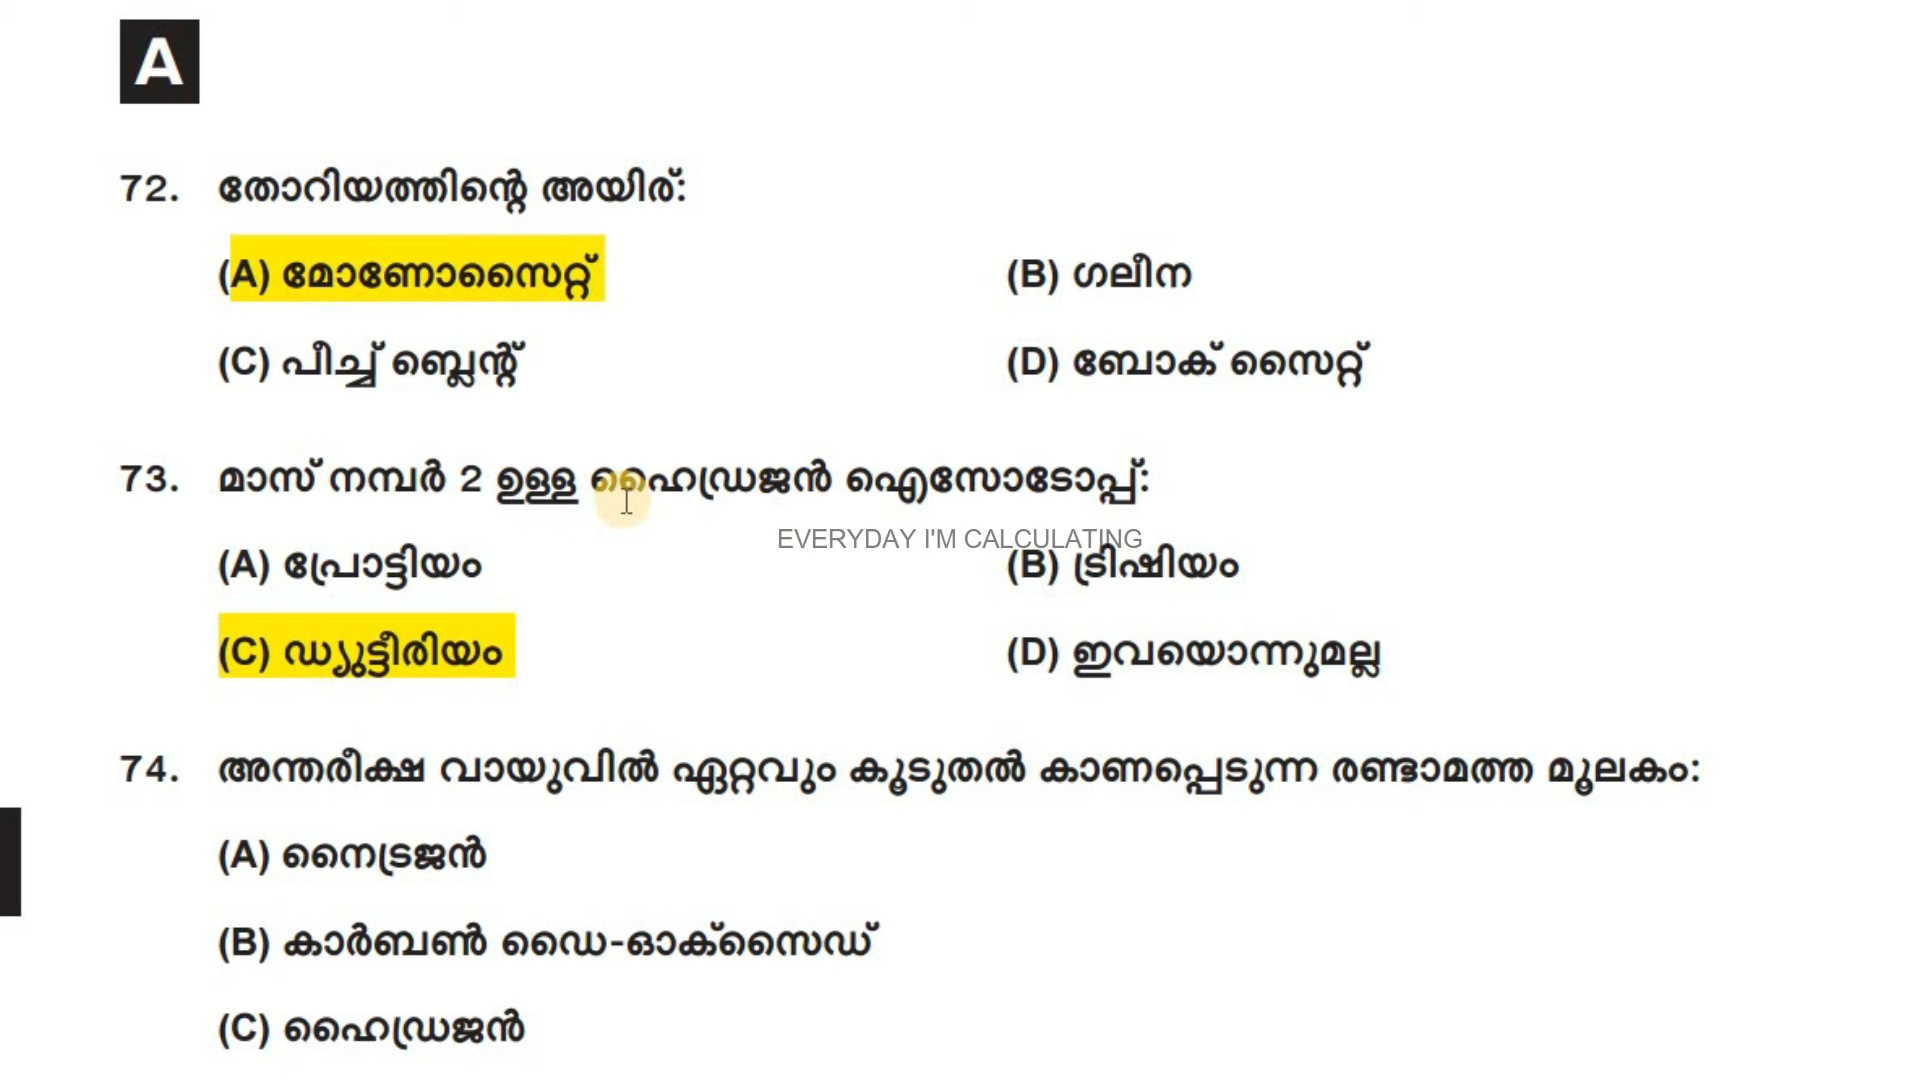 A
72. തോറിയത്തിന്റെ അയിര്:
(A) മോണോസൈറ്റ് (B) ഗലീന
(C) പീച്ച് ബ്ലെന്റ് (D) ബോക് സൈറ്റ്
73. മാസ് നമ്പർ 2 ഉള്ള ഹൈഡ്രജൻ ഐസോടോപ്പ്:
EVERYDAY I'M CALCULATING
(A) പ്രോട്ടിയം (B) ട്രിഷിയം
(C) ഡ്യുട്ടീരിയം (D) ഇവയൊന്നുമല്ല
74. അന്തരീക്ഷ വായുവിൽ ഏറ്റവും കൂടുതൽ കാണപ്പെടുന്ന രണ്ടാമത്ത മൂലകം:
(A) നൈട്രജൻ
(B) കാർബൺ ഡൈ-ഓക്സൈഡ്
(C) ഹൈഡ്രജൻ